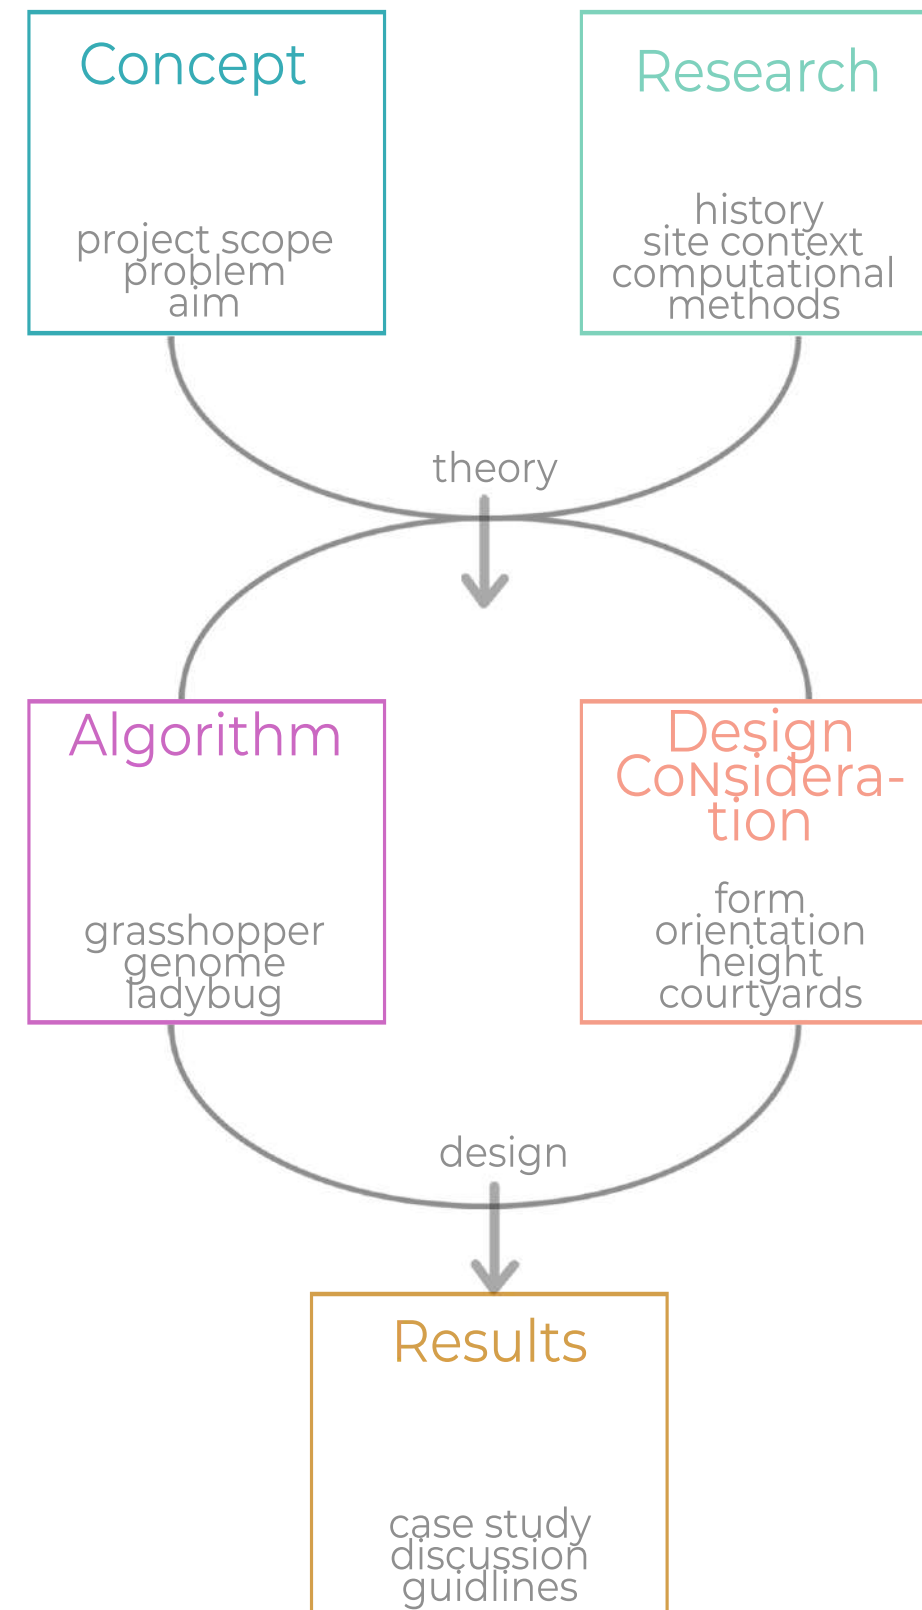 Concept
project scope
problem
aim
Research
history
site context
computational
methods
theory
Algorithm
grasshopper
genome
ladybug
Design
CoNsidera-
tion
form
orientation
height
courtyards
design
Results
case study
discussion
guidlines